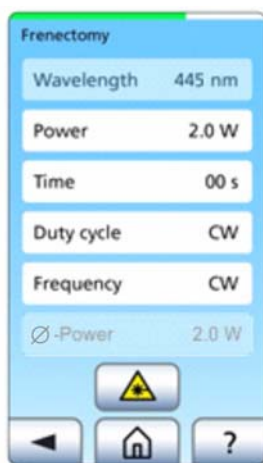 Frenectomy
Wavelength 445 nm
Power 2.0 W
Time 00 s
Duty cycle CW
Frequency CW
∅ -Power 2.0 W
?